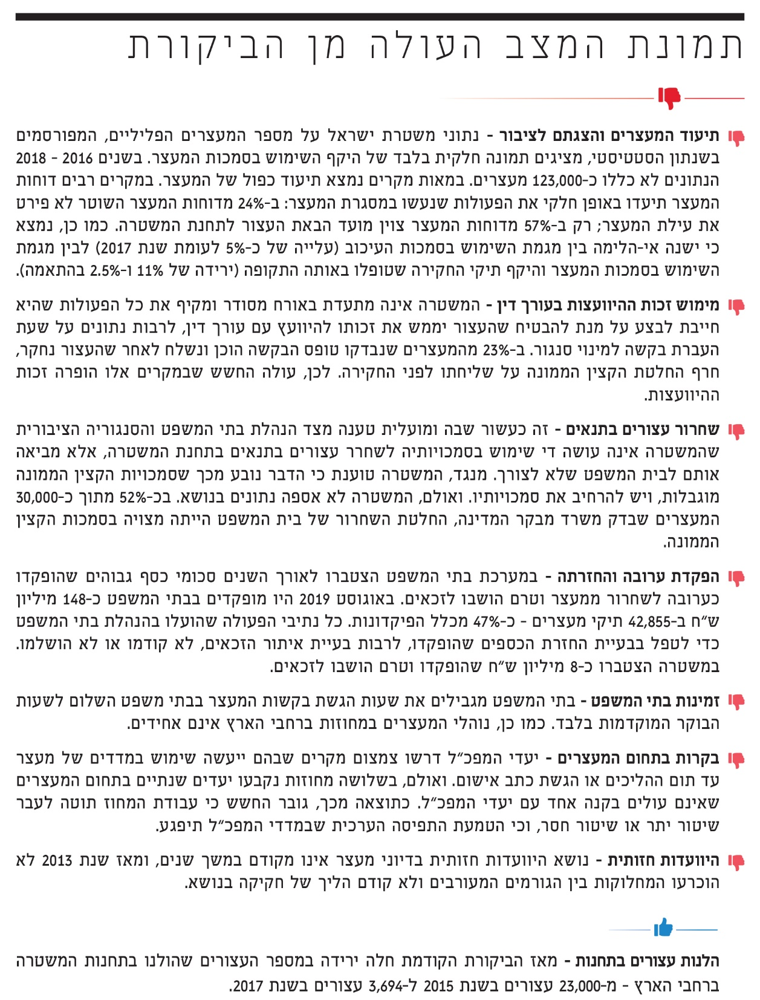 תמונת המצב העולה מן הביקורת
תיעוד המעצרים והצגתם לציבור - נתוני משטרת ישראל על מספר המעצרים הפליליים, המפורסמים
בשנתון הסטטיסטי, מציגים תמונה חלקית בלבד של היקף השימוש בסמכות המעצר. בשנים 2016 - 2018
הנתונים לא כללו כ-123,000 מעצרים. במאות מקרים נמצא תיעוד כפול של המעצר. במקרים רבים דוחות
המעצר תיעדו באופן חלקי את הפעולות שנעשו במסגרת המעצר: ב-24% מדוחות המעצר השוטר לא פירט
את עילת המעצר; רק ב-57% מדוחות המעצר צוין מועד הבאת העצור לתחנת המשטרה. כמו כן, נמצא
כי ישנה אי-הלימה בין מגמת השימוש בסמכות העיכוב (עלייה של כ-5% לעומת שנת 2017) לבין מגמת
השימוש בסמכות המעצר והיקף תיקי החקירה שטופלו באותה התקופה (ירידה של 11% ו-2.5% בהתאמה).
מימוש זכות ההיוועצות בעורך דין - המשטרה אינה מתעדת באורח מסודר ומקיף את כל הפעולות שהיא
חייבת לבצע על מנת להבטיח שהעצור יממש את זכותו להיוועץ עם עורך דין, לרבות נתונים על שעת
העברת בקשה למינוי סנגור. ב-23% מהמעצרים שנבדקו טופס הבקשה הוכן ונשלח לאחר שהעצור נחקר,
חרף החלטת הקצין הממונה על שליחתו לפני החקירה. לכן, עולה החשש שבמקרים אלו הופרה זכות
ההיוועצות.
שחרור עצורים בתנאים - זה כעשור שבה ומועלית טענה מצד הנהלת בתי המשפט והסנגוריה הציבורית
שהמשטרה אינה עושה די שימוש בסמכויותיה לשחרר עצורים בתנאים בתחנת המשטרה, אלא מביאה
אותם לבית המשפט שלא לצורך. מנגד, המשטרה טוענת כי הדבר נובע מכך שסמכויות הקצין הממונה
מוגבלות, ויש להרחיב את סמכויותיו. ואולם, המשטרה לא אספה נתונים בנושא. בכ-52% מתוך כ-30,000
המעצרים שבדק משרד מבקר המדינה, החלטת השחרור של בית המשפט הייתה מצויה בסמכות הקצין
הממונה.
הפקדת ערובה והחזרתה - במערכת בתי המשפט הצטברו לאורך השנים סכומי כסף גבוהים שהופקדו
כערובה לשחרור ממעצר וטרם הושבו לזכאים. באוגוסט 2019 היו מופקדים בבתי המשפט כ-148 מיליון
ש״ח ב-42,855 תיקי מעצרים - כ-47% מכלל הפיקדונות. כל נתיבי הפעולה שהועלו בהנהלת בתי המשפט
כדי לטפל בבעיית החזרת הכספים שהופקדו, לרבות בעיית איתור הזכאים, לא קודמו או לא הושלמו.
במשטרה הצטברו כ-8 מיליון ש״ח שהופקדו וטרם הושבו לזכאים.
זמינות בתי המשפט - בתי המשפט מגבילים את שעות הגשת בקשות המעצר בבתי משפט השלום לשעות
הבוקר המוקדמות בלבד. כמו כן, נוהלי המעצרים במחוזות ברחבי הארץ אינם אחידים.
בקרות בתחום המעצרים - יעדי המפכ״ל דרשו צמצום מקרים שבהם ייעשה שימוש במדדים של מעצר
עד תום ההליכים או הגשת כתב אישום. ואולם, בשלושה מחוזות נקבעו יעדים שנתיים בתחום המעצרים
שאינם עולים בקנה אחד עם יעדי המפכ״ל. כתוצאה מכך, גובר החשש כי עבודת המחוז תוטה לעבר
שיטור יתר או שיטור חסר, וכי הטמעת התפיסה הערכית שבמדדי המפכ״ל תיפגע.
היוועדות חזותית - נושא היוועדות חזותית בדיוני מעצר אינו מקודם במשך שנים, ומאז שנת 2013 לא
הוכרעו המחלוקות בין הגורמים המעורבים ולא קודם הליך של חקיקה בנושא.
הלנות עצורים בתחנות - מאז הביקורת הקודמת חלה ירידה במספר העצורים שהולנו בתחנות המשטרה
ברחבי הארץ - מ-23,000 עצורים בשנת 2015 ל-3,694 עצורים בשנת 2017.